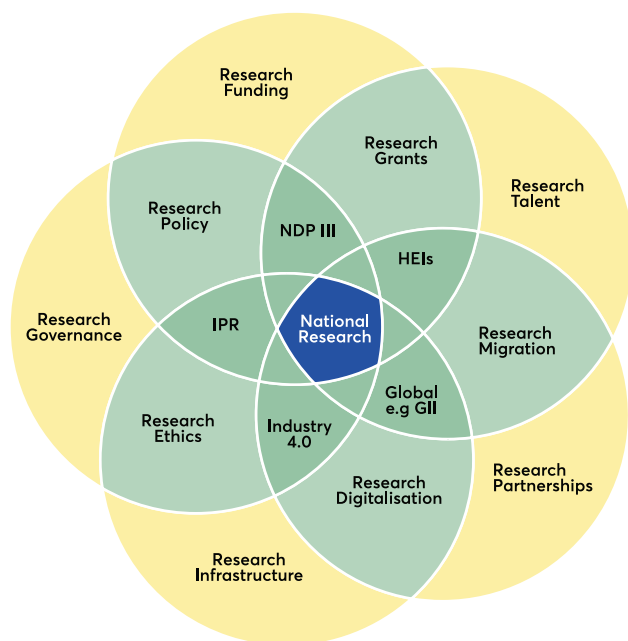 Research
Funding
Research
Grants
Research
Talent
Research
Policy
NDP III
HEIs
Research
Governance
IPR
National
Research
Research
Migration
Global
e.g GII
Research
Ethics
Industry
4.0
Research
Digitalisation
Research
Partnerships
Research
Infrastructure